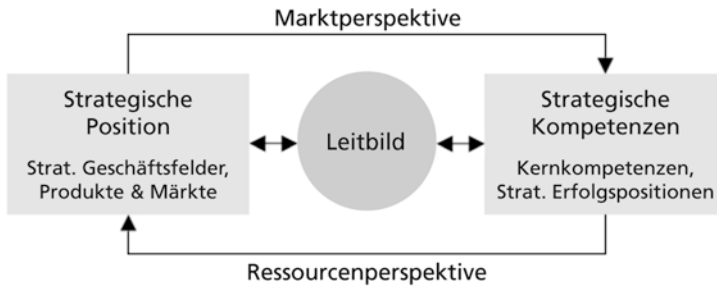 Marktperspektive
Strategische
Position
Strat. Geschäftsfelder,
Produkte & Märkte
Leitbild
Strategische
Kompetenzen
Kernkompetenzen,
Strat. Erfolgspositionen
Ressourcenperspektive